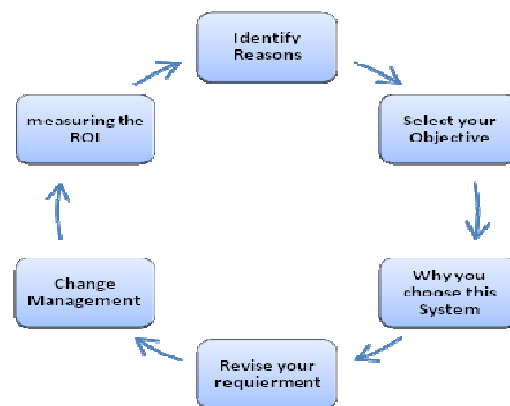 Identify
Reasons
Select your
Objective
Why you
choose this
System
Revise your
requierment
Change
Management
measuring the
ROI